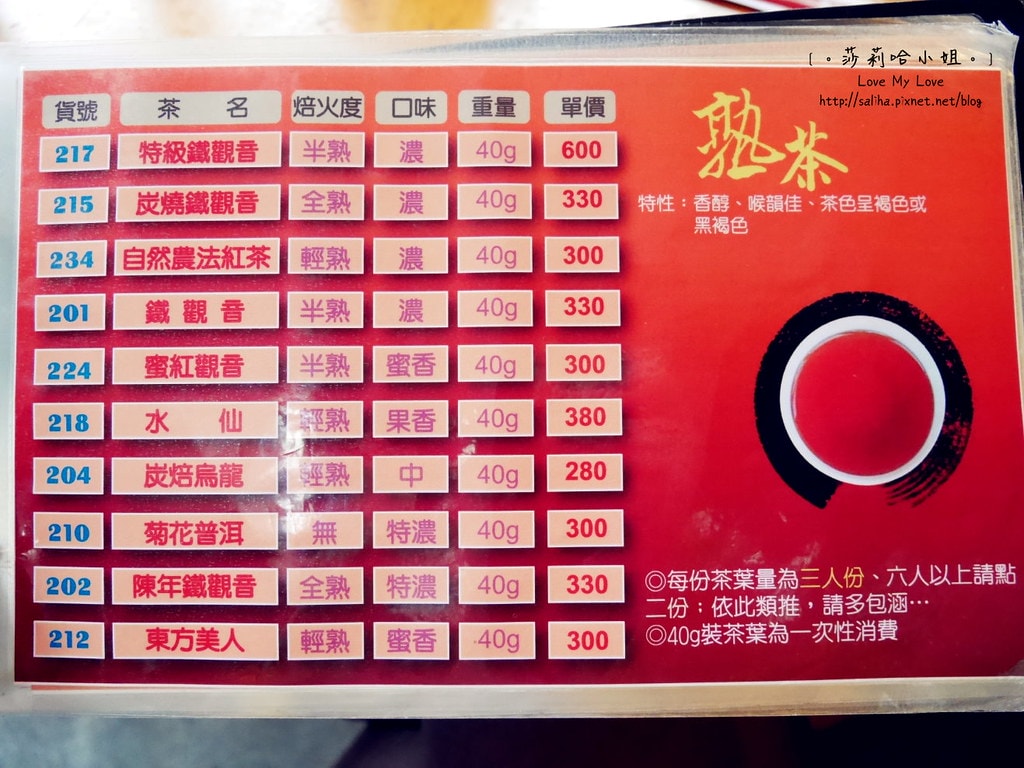 〔。莎莉哈小姐。〕
Love My Love
http://saliha.pixnet.net/blog
貨號 茶名 焙火度 口味 重量 單價
217 特級鐵觀音 半熟 濃 40g 600
215 炭燒鐵觀音 全熟 濃 40g 330
234 自然農法紅茶 輕熟 濃 40g 300
201 鐵觀音 半熟 濃 40g 330
224 蜜紅觀音 半熟 蜜香 40g 300
218 水仙 輕熟 果香 40g 380
204 炭焙烏龍 輕熟 中 40g 280
210 菊花普洱 無 特濃 40g 300
202 陳年鐵觀音 全熟 特濃 40g 330
212 東方美人 輕熟 蜜香 40g 300
熟茶
特性：香醇、喉韻佳、茶色呈褐色或
黑褐色
◎每份茶葉量為三人份、六人以上請點
二份；依此類推，請多包涵…
◎40g裝茶葉為一次性消費